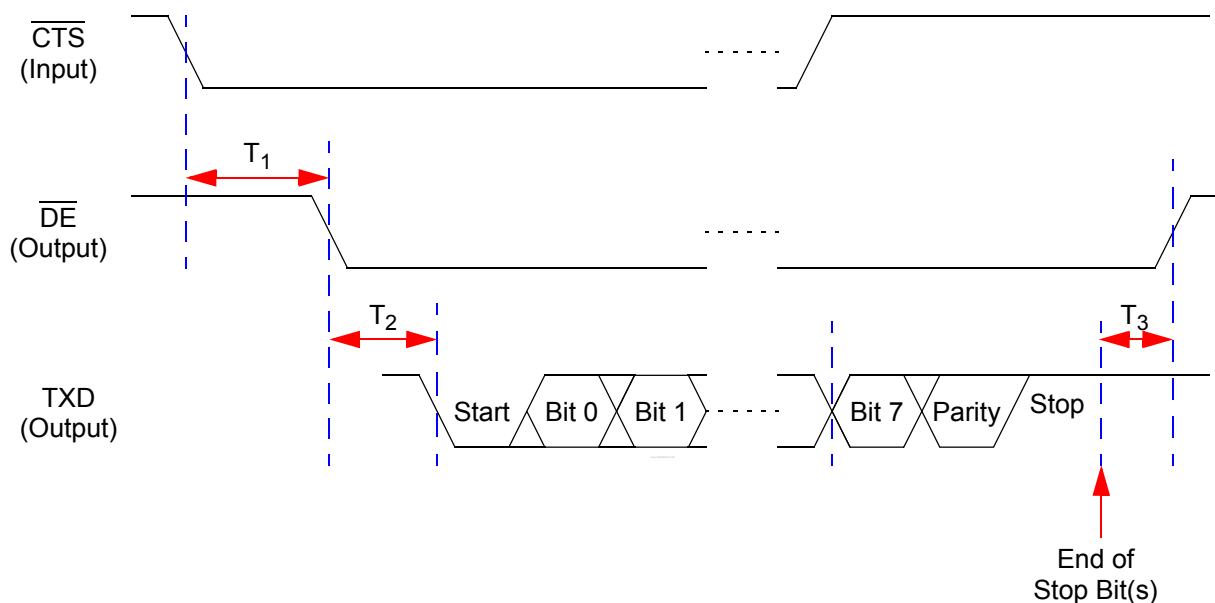 CTS
(Input)
T1
DE
(Output)
T2
T3
TXD
(Output)
Start
Bit 0
Bit 1
Bit 7
Parity
Stop
End of
Stop Bit(s)